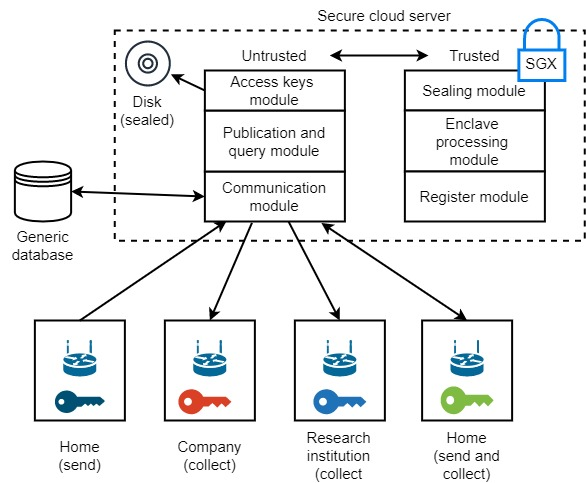 Secure cloud server
Untrusted
Trusted
SGX
Disk
(sealed)
Access keys
module
Publication and
query module
Communication
module
Sealing module
Enclave
processing
module
Register module
Generic
database
Home
(send)
Company
(collect)
Research
institution
(collect
Home
(send and
collect)